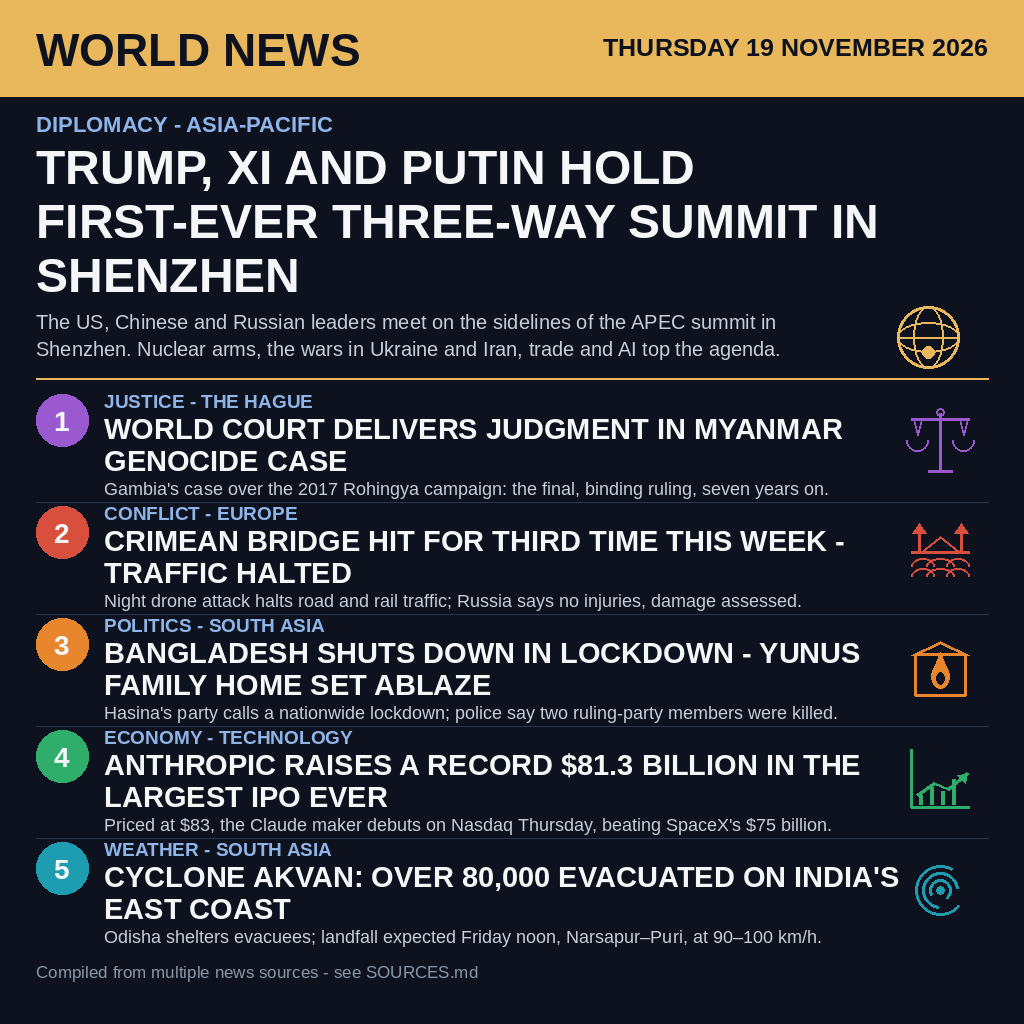 WORLD NEWS
THURSDAY 19 NOVEMBER 2026
DIPLOMACY - ASIA-PACIFIC
TRUMP, XI AND PUTIN HOLD
FIRST-EVER THREE-WAY SUMMIT IN
SHENZHEN
The US, Chinese and Russian leaders meet on the sidelines of the APEC summit in
Shenzhen. Nuclear arms, the wars in Ukraine and Iran, trade and AI top the agenda.
1
JUSTICE - THE HAGUE
WORLD COURT DELIVERS JUDGMENT IN MYANMAR
GENOCIDE CASE
Gambia's case over the 2017 Rohingya campaign: the final, binding ruling, seven years on.
2
CONFLICT - EUROPE
CRIMEAN BRIDGE HIT FOR THIRD TIME THIS WEEK -
TRAFFIC HALTED
Night drone attack halts road and rail traffic; Russia says no injuries, damage assessed.
3
POLITICS - SOUTH ASIA
BANGLADESH SHUTS DOWN IN LOCKDOWN - YUNUS
FAMILY HOME SET ABLAZE
Hasina's party calls a nationwide lockdown; police say two ruling-party members were killed.
4
ECONOMY - TECHNOLOGY
ANTHROPIC RAISES A RECORD $81.3 BILLION IN THE
LARGEST IPO EVER
Priced at $83, the Claude maker debuts on Nasdaq Thursday, beating SpaceX's $75 billion.
5
WEATHER - SOUTH ASIA
CYCLONE AKVAN: OVER 80,000 EVACUATED ON INDIA'S
EAST COAST
Odisha shelters evacuees; landfall expected Friday noon, Narsapur–Puri, at 90–100 km/h.
Compiled from multiple news sources - see SOURCES.md